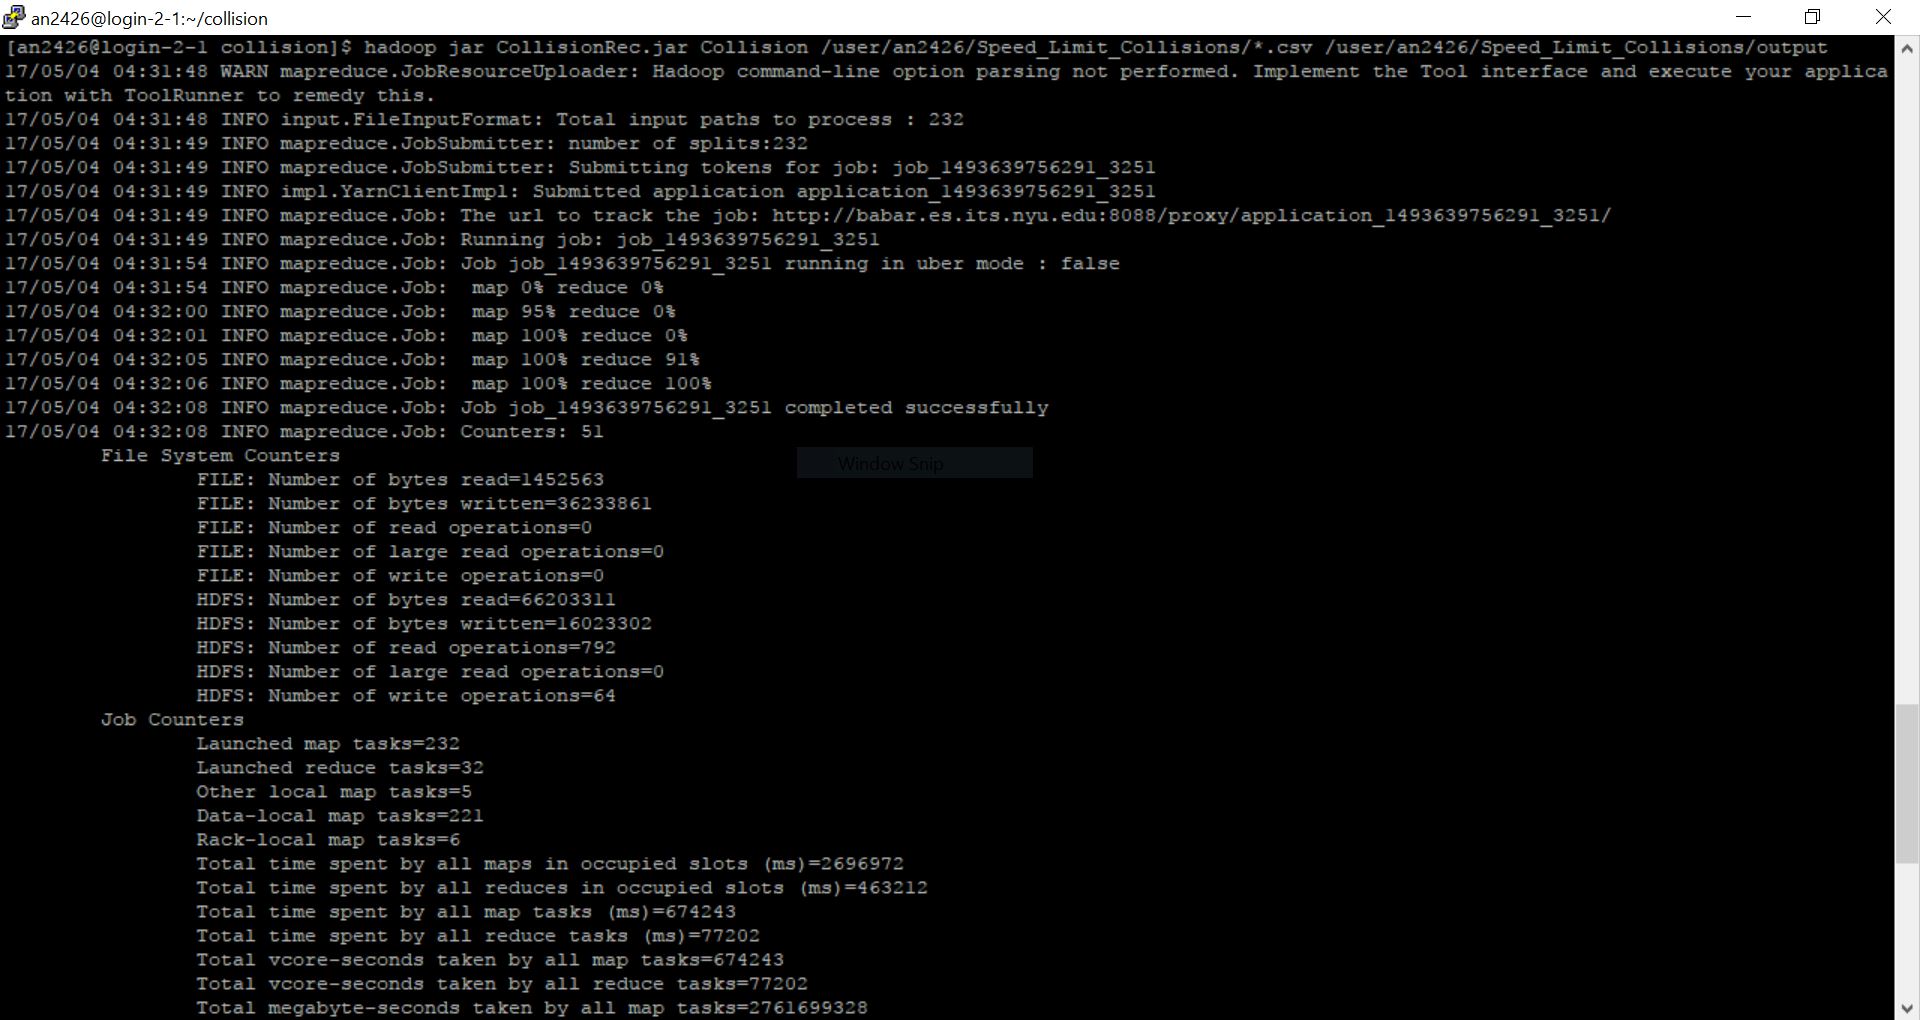 an2426@login-2-1:~/collision
[an2426@login-2-1 collision]$ hadoop jar CollisionRec.jar Collision /user/an2426/Speed_Limit_Collisions/*.csv /user/an2426/Speed_Limit_Collisions/output
17/05/04 04:31:48 WARN mapreduce.JobResourceUploader: Hadoop command-line option parsing not performed. Implement the Tool interface and execute your applica
tion with ToolRunner to remedy this.
17/05/04 04:31:48 INFO input.FileInputFormat: Total input paths to process : 232
17/05/04 04:31:49 INFO mapreduce.JobSubmitter: number of splits:232
17/05/04 04:31:49 INFO mapreduce.JobSubmitter: Submitting tokens for job: job_1493639756291_3251
17/05/04 04:31:49 INFO impl.YarnClientImpl: Submitted application application_1493639756291_3251
17/05/04 04:31:49 INFO mapreduce.Job: The url to track the job: http://babar.es.its.nyu.edu:8088/proxy/application_1493639756291_3251/
17/05/04 04:31:49 INFO mapreduce.Job: Running job: job_1493639756291_3251
17/05/04 04:31:54 INFO mapreduce.Job: Job job_1493639756291_3251 running in uber mode : false
17/05/04 04:31:54 INFO mapreduce.Job:  map 0% reduce 0%
17/05/04 04:32:00 INFO mapreduce.Job:  map 95% reduce 0%
17/05/04 04:32:01 INFO mapreduce.Job:  map 100% reduce 0%
17/05/04 04:32:05 INFO mapreduce.Job:  map 100% reduce 91%
17/05/04 04:32:06 INFO mapreduce.Job:  map 100% reduce 100%
17/05/04 04:32:08 INFO mapreduce.Job: Job job_1493639756291_3251 completed successfully
17/05/04 04:32:08 INFO mapreduce.Job: Counters: 51
File System Counters
Window Snip
FILE: Number of bytes read=1452563
FILE: Number of bytes written=36233861
FILE: Number of read operations=0
FILE: Number of large read operations=0
FILE: Number of write operations=0
HDFS: Number of bytes read=66203311
HDFS: Number of bytes written=16023302
HDFS: Number of read operations=792
HDFS: Number of large read operations=0
HDFS: Number of write operations=64
Job Counters
Launched map tasks=232
Launched reduce tasks=32
Other local map tasks=5
Data-local map tasks=221
Rack-local map tasks=6
Total time spent by all maps in occupied slots (ms)=2696972
Total time spent by all reduces in occupied slots (ms)=463212
Total time spent by all map tasks (ms)=674243
Total time spent by all reduce tasks (ms)=77202
Total vcore-seconds taken by all map tasks=674243
Total vcore-seconds taken by all reduce tasks=77202
Total megabyte-seconds taken by all map tasks=2761699328